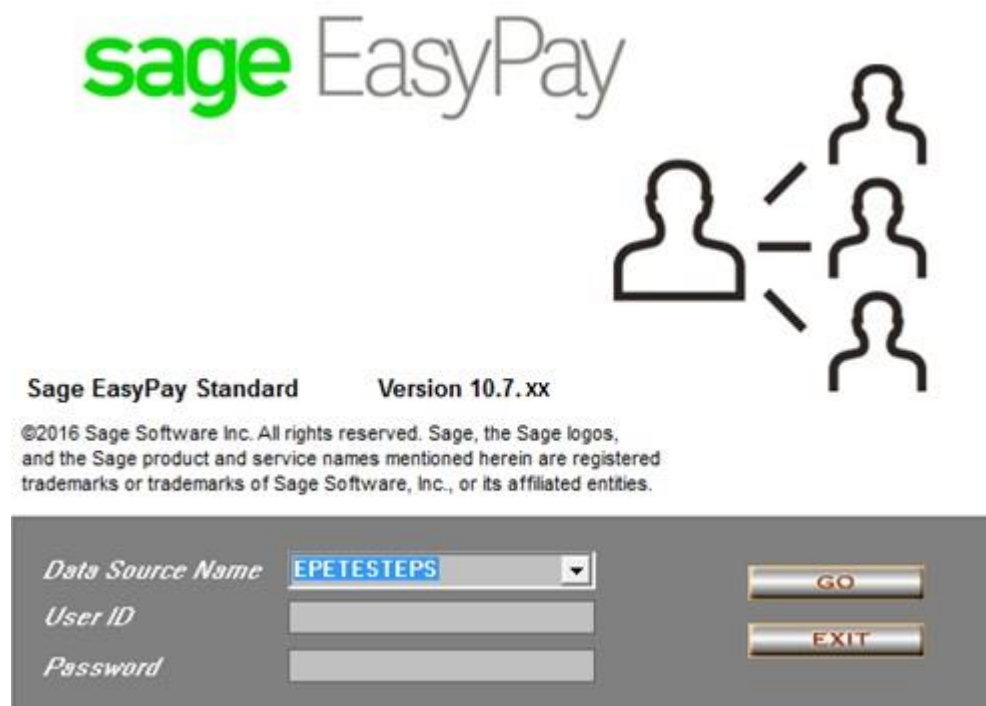 sage EasyPay
Sage EasyPay Standard Version 10.7.xx
©2016 Sage Software Inc. All rights reserved. Sage, the Sage logos,
and the Sage product and service names mentioned herein are registered
trademarks or trademarks of Sage Software, Inc., or its affiliated entities.
Data Source Name EPETESTEPS GO
User ID
EXIT
Password